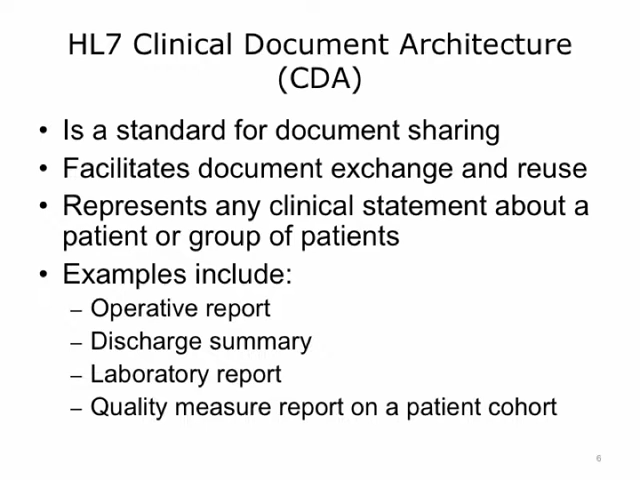 HL7 Clinical Document Architecture
(CDA)
• Is a standard for document sharing
• Facilitates document exchange and reuse
• Represents any clinical statement about a
patient or group of patients
• Examples include:
– Operative report
– Discharge summary
– Laboratory report
– Quality measure report on a patient cohort
6